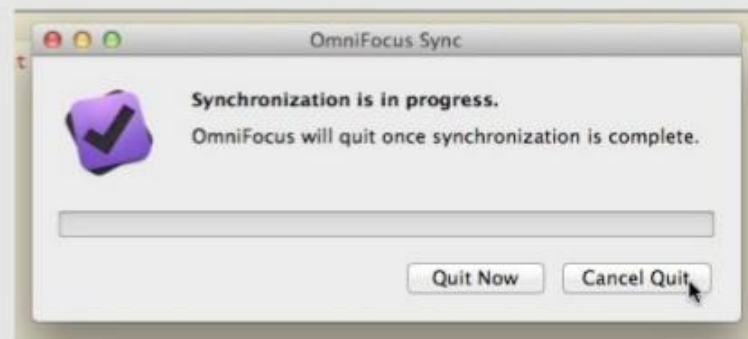 OmniFocus Sync
t
Synchronization is in progress.
OmniFocus will quit once synchronization is complete.
Quit Now
Cancel Quit